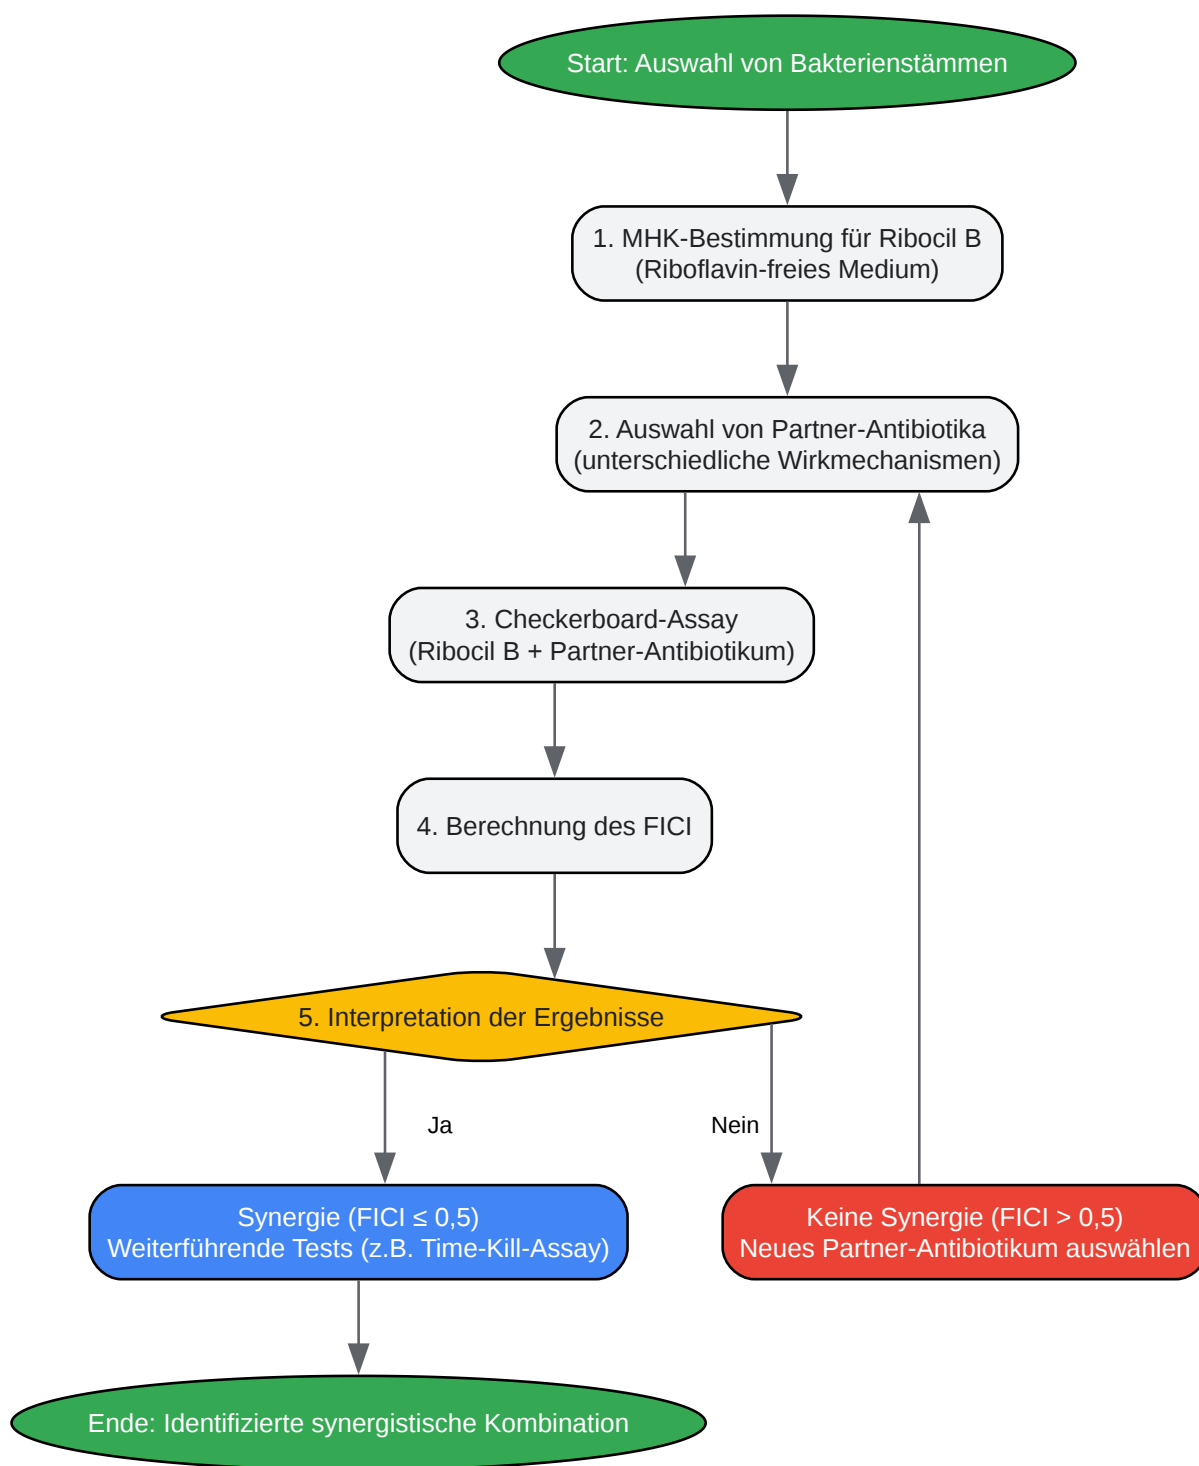 Start: Auswahl von Bakterienstämmen
1. MHK-Bestimmung für Ribocil B
(Riboflavin-freies Medium)
2. Auswahl von Partner-Antibiotika
(unterschiedliche Wirkmechanismen)
3. Checkerboard-Assay
(Ribocil B + Partner-Antibiotikum)
4. Berechnung des FICI
5. Interpretation der Ergebnisse
Ja
Nein
Synergie (FICI ≤ 0,5)
Weiterführende Tests (z.B. Time-Kill-Assay)
Keine Synergie (FICI > 0,5)
Neues Partner-Antibiotikum auswählen
Ende: Identifizierte synergistische Kombination